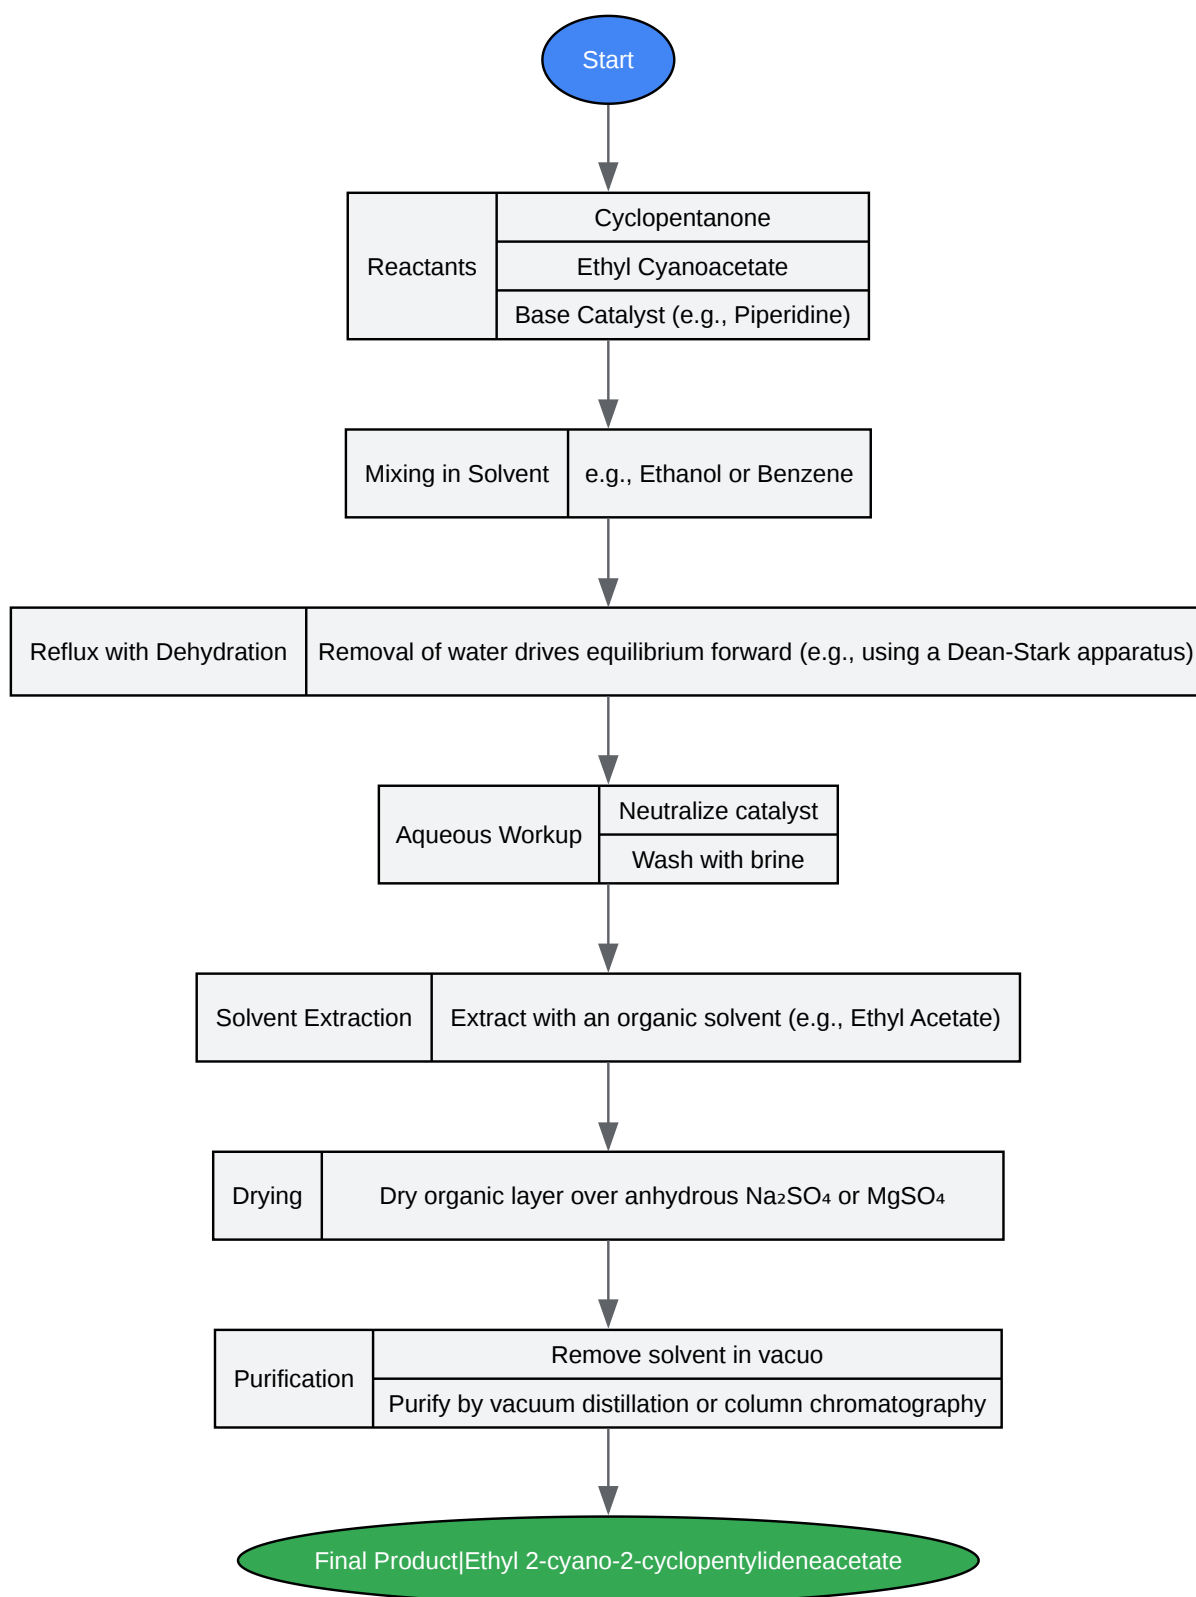 Start
Reactants
Cyclopentanone
Ethyl Cyanoacetate
Base Catalyst (e.g., Piperidine)
Mixing in Solvent
e.g., Ethanol or Benzene
Reflux with Dehydration
Removal of water drives equilibrium forward (e.g., using a Dean-Stark apparatus)
Aqueous Workup
Neutralize catalyst
Wash with brine
Solvent Extraction
Extract with an organic solvent (e.g., Ethyl Acetate)
Drying
Dry organic layer over anhydrous Na₂SO₄ or MgSO₄
Purification
Remove solvent in vacuo
Purify by vacuum distillation or column chromatography
Final Product|Ethyl 2-cyano-2-cyclopentylideneacetate